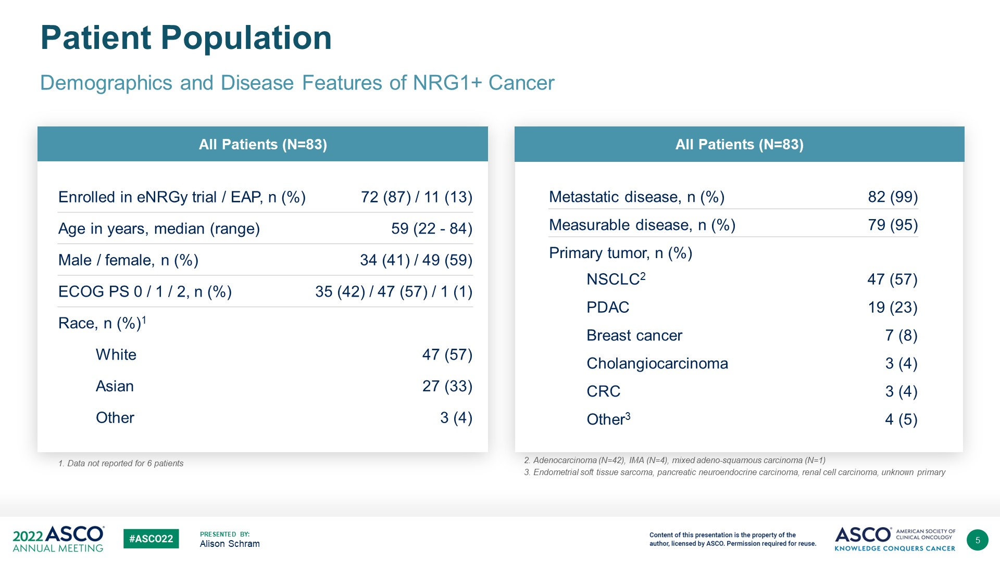 Patient Population
Demographics and Disease Features of NRG1+ Cancer
All Patients (N=83)
Enrolled in eNRGy trial / EAP, n (%) 72 (87) / 11 (13)
Age in years, median (range) 59 (22 - 84)
Male / female, n (%) 34 (41) / 49 (59)
ECOG PS 0 / 1 / 2, n (%) 35 (42) / 47 (57) / 1 (1)
Race, n (%)1
White 47 (57)
Asian 27 (33)
Other 3 (4)
1. Data not reported for 6 patients
All Patients (N=83)
Metastatic disease, n (%) 82 (99)
Measurable disease, n (%) 79 (95)
Primary tumor, n (%)
NSCLC2 47 (57)
PDAC 19 (23)
Breast cancer 7 (8)
Cholangiocarcinoma 3 (4)
CRC 3 (4)
Other3 4 (5)
2. Adenocarcinoma (N=42), IMA (N=4), mixed adeno-squamous carcinoma (N=1)
3. Endometrial soft tissue sarcoma, pancreatic neuroendocrine carcinoma, renal cell carcinoma, unknown primary
2022 ASCO®
ANNUAL MEETING
#ASCO22
PRESENTED BY:
Alison Schram
Content of this presentation is the property of the
author, licensed by ASCO. Permission required for reuse.
ASCO® AMERICAN SOCIETY OF
CLINICAL ONCOLOGY
KNOWLEDGE CONQUERS CANCER
5